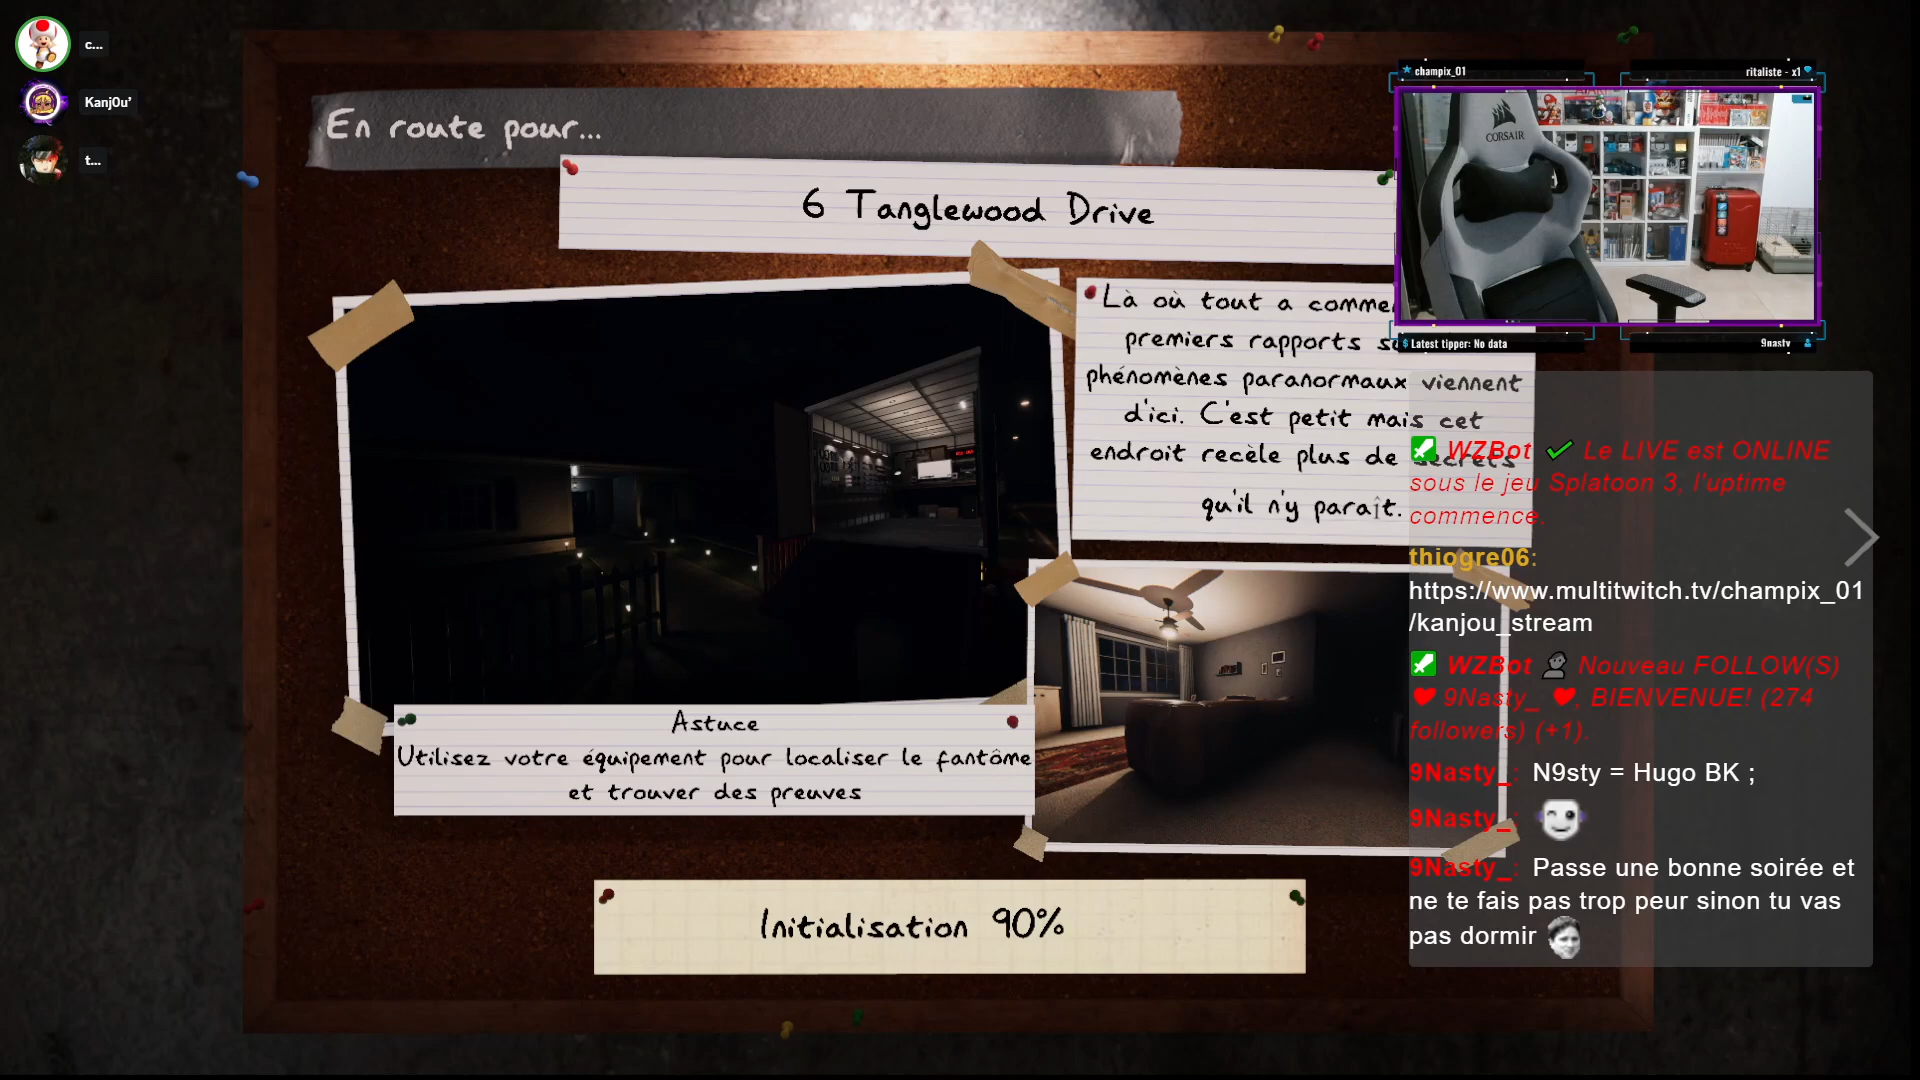 c...
KanjOu'
t...
En route pour...
6 Tanglewood Drive
Là où tout a comme
premiers rapports s
phénomènes paranormaux viennent
d'ici. C'est petit mais cet
endroit recèle plus de secrets
qu'il n'y paraît.
Astuce
Utilisez votre équipement pour localiser le fantôme
et trouver des preuves
Initialisation 90%
champix_01
ritaliste - x1
CORSAIR
$ Latest tipper: No data
9nasty
WZBot ✓ Le LIVE est ONLINE
sous le jeu Splatoon 3, l'uptime
commence.
thiogre06:
https://www.multitwitch.tv/champix_01
/kanjou_stream
WZBot Nouveau FOLLOW(S)
♥ 9Nasty_ ♥, BIENVENUE! (274
followers) (+1).
9Nasty_: N9sty = Hugo BK ;
9Nasty_:
9Nasty_: Passe une bonne soirée et
ne te fais pas trop peur sinon tu vas
pas dormir